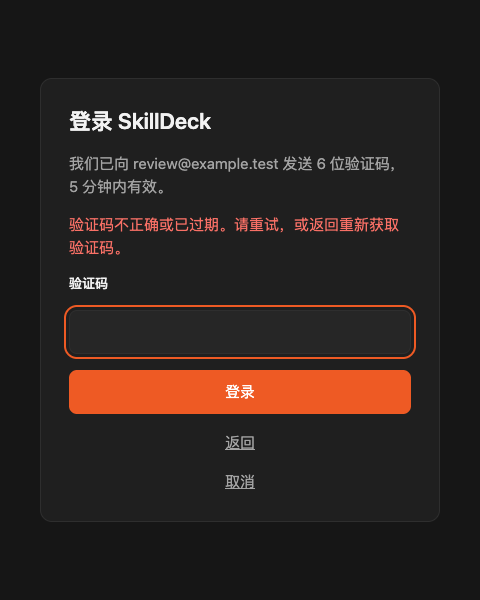 登录 SkillDeck
我们已向 review@example.test 发送 6 位验证码，
5 分钟内有效。
验证码不正确或已过期。请重试，或返回重新获取
验证码。
验证码
登录
返回
取消